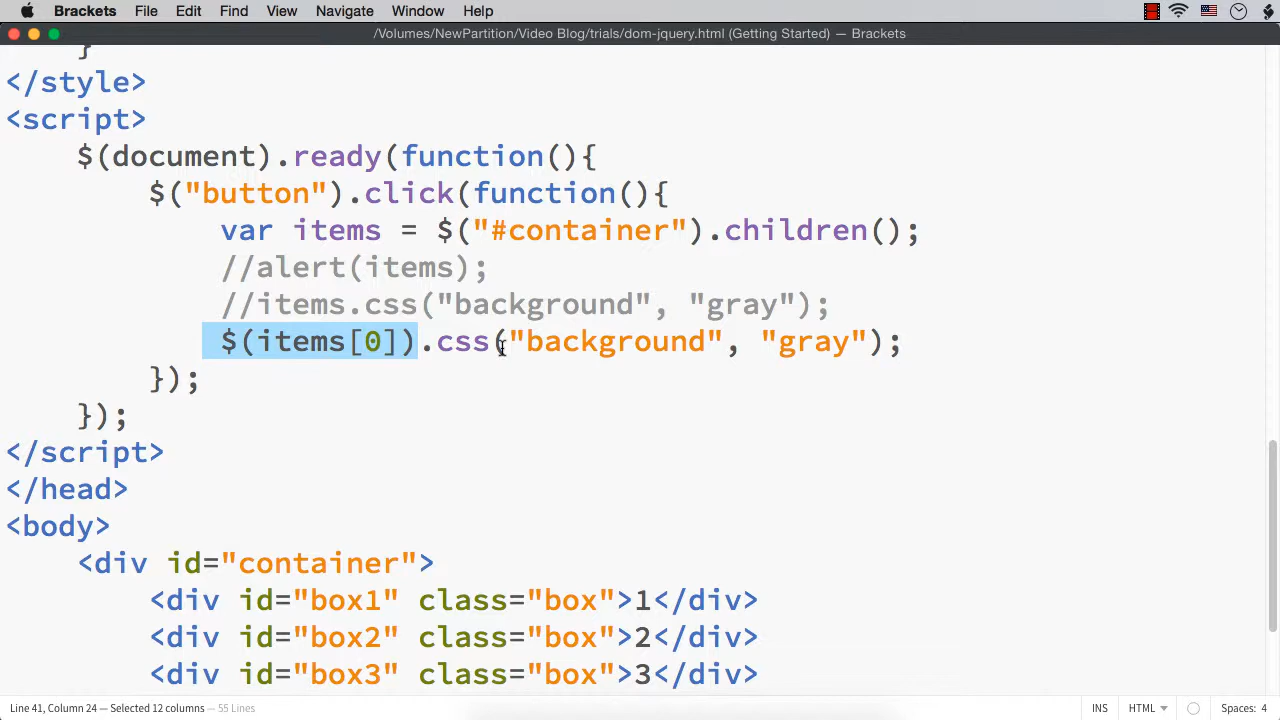 Brackets File Edit Find View Navigate Window Help
/Volumes/NewPartition/Video Blog/trials/dom-jquery.html (Getting Started) — Brackets
}
</style>
<script>
$(document).ready(function(){
$("button").click(function(){
var items = $("#container").children();
//alert(items);
//items.css("background", "gray");
$(items[0]).css("background", "gray");
});
});
</script>
</head>
<body>
<div id="container">
<div id="box1" class="box">1</div>
<div id="box2" class="box">2</div>
<div id="box3" class="box">3</div>
Line 41, Column 24 — Selected 12 columns — 55 Lines INS HTML Spaces: 4